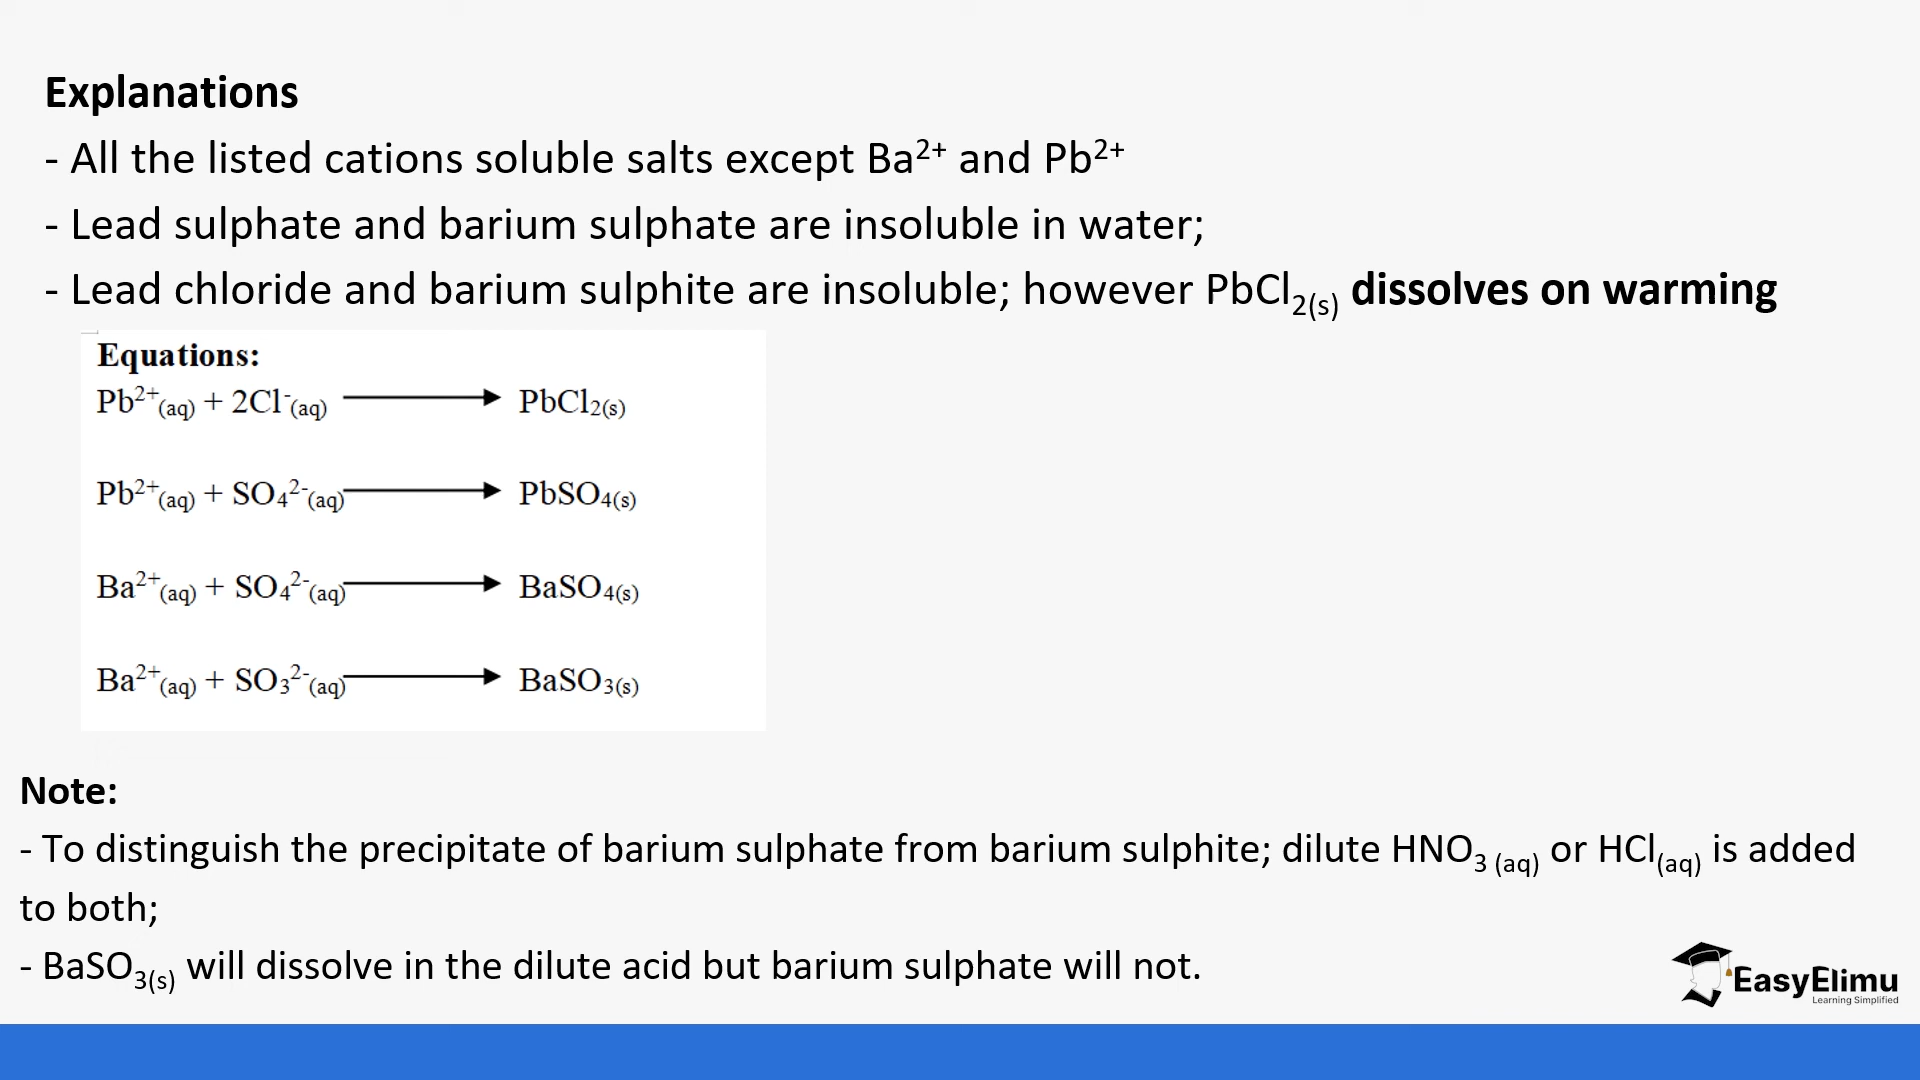 Explanations
- All the listed cations soluble salts except Ba²⁺ and Pb²⁺
- Lead sulphate and barium sulphate are insoluble in water;
- Lead chloride and barium sulphite are insoluble; however PbCl₂₍ₛ₎ dissolves on warming
Equations:
Pb²⁺(aq) + 2Cl⁻(aq) ⟶ PbCl₂(s)
Pb²⁺(aq) + SO₄²⁻(aq) ⟶ PbSO₄(s)
Ba²⁺(aq) + SO₄²⁻(aq) ⟶ BaSO₄(s)
Ba²⁺(aq) + SO₃²⁻(aq) ⟶ BaSO₃(s)
Note:
- To distinguish the precipitate of barium sulphate from barium sulphite; dilute HNO₃ (aq) or HCl(aq) is added
to both;
- BaSO₃(s) will dissolve in the dilute acid but barium sulphate will not.
EasyElimu
Learning Simplified